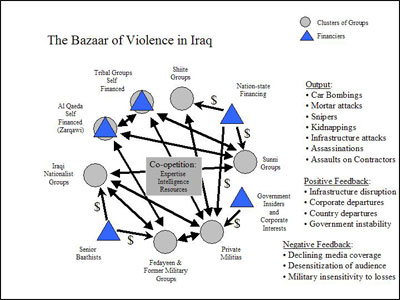 The Bazaar of Violence in Iraq
Clusters of Groups
Financiers
Tribal Groups
Self
Financed
Shiite
Groups
Nation-state
Financing
Al Qaeda
Self
Financed
(Zarqawi)
$
$
Co-opetition:
Expertise
Intelligence
Resources
Iraqi
Nationalist
Groups
Sunni
Groups
$
$
$
Government
Insiders
and
Corporate
Interests
Senior
Baathists
$
Fedayeen &
Former Military
Groups
Private
Militias
Output:
• Car Bombings
• Mortar attacks
• Snipers
• Kidnappings
• Infrastructure attacks
• Assassinations
• Assaults on Contractors
Positive Feedback:
• Infrastructure disruption
• Corporate departures
• Country departures
• Government instability
Negative Feedback:
• Declining media coverage
• Desensitization of audience
• Military insensitivity to losses